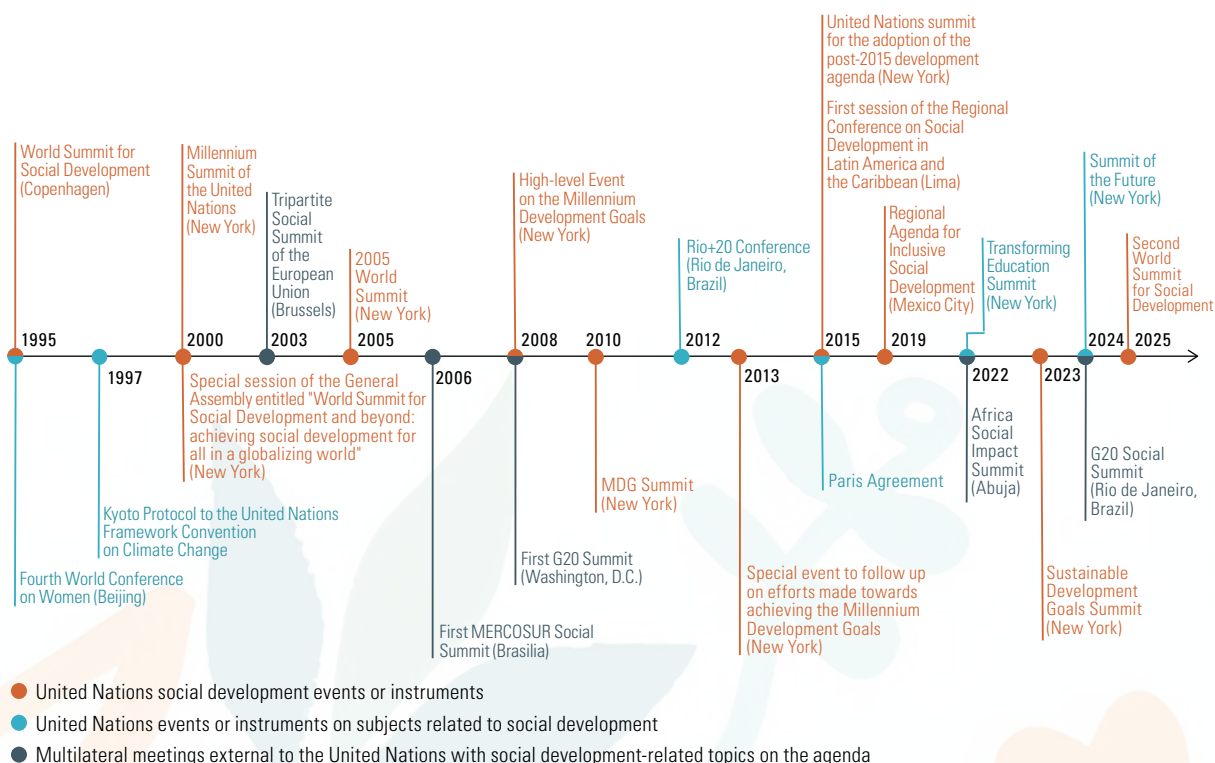 United Nations summit
for the adoption of the
post-2015 development
agenda (New York)
First session of the Regional
Conference on Social
Development in
Latin America and
the Caribbean (Lima)
World Summit for
Social Development
(Copenhagen)
Millennium
Summit of
the United
Nations
(New York)
Tripartite
Social
Summit
of the
European
Union
(Brussels)
2005
World
Summit
(New York)
High-level Event
on the Millennium
Development Goals
(New York)
Rio+20 Conference
(Rio de Janeiro,
Brazil)
Regional
Agenda for
Inclusive
Social
Development
(Mexico City)
Transforming
Education
Summit
(New York)
Summit of
the Future
(New York)
Second
World
Summit
for Social
Development
1995
1997
2000
2003
2005
2006
2008
2010
2012
2013
2015
2019
2022
2023
2024
2025
Fourth World Conference
on Women (Beijing)
Kyoto Protocol to the United Nations
Framework Convention
on Climate Change
Special session of the General
Assembly entitled "World Summit for
Social Development and beyond:
achieving social development for
all in a globalizing world"
(New York)
First MERCOSUR Social
Summit (Brasilia)
First G20 Summit
(Washington, D.C.)
MDG Summit
(New York)
Special event to follow up
on efforts made towards
achieving the Millennium
Development Goals
(New York)
Paris Agreement
Africa
Social
Impact
Summit
(Abuja)
Sustainable
Development
Goals Summit
(New York)
G20 Social
Summit
(Rio de Janeiro,
Brazil)
United Nations social development events or instruments
United Nations events or instruments on subjects related to social development
Multilateral meetings external to the United Nations with social development-related topics on the agenda